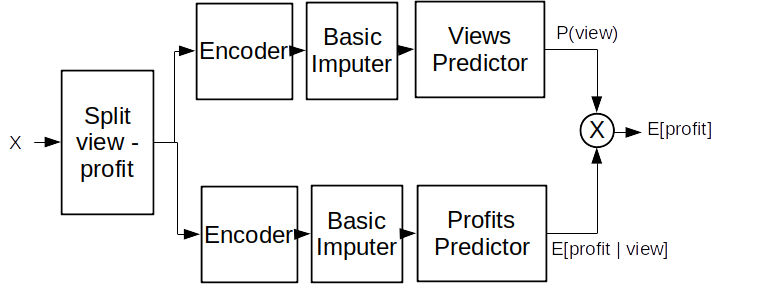 X
Split
view -
profit
Encoder
Basic
Imputer
Views
Predictor
P(view)
X
E[profit]
Encoder
Basic
Imputer
Profits
Predictor
E[profit | view]